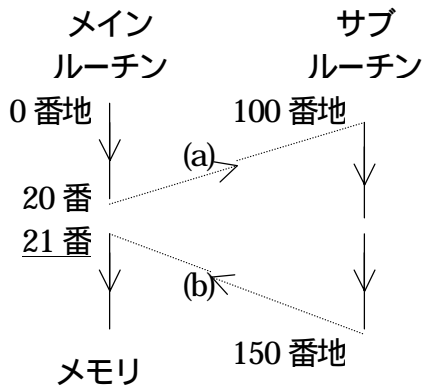 メイン
ルーチン
サブ
ルーチン
0 番地
100 番地
(a)
20 番
21 番
(b)
150 番地
メモリ